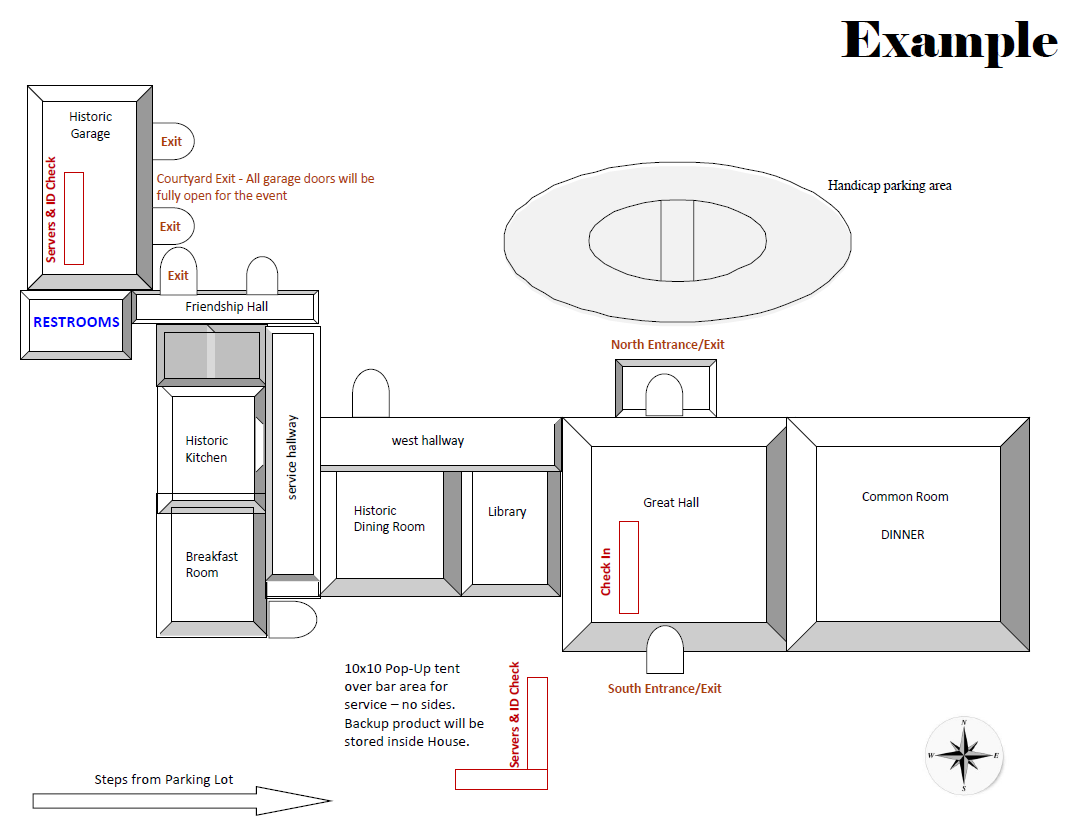 Example
Historic
Garage
Servers & ID Check
Exit
Courtyard Exit - All garage doors will be
fully open for the event
Exit
Exit
Handicap parking area
Friendship Hall
RESTROOMS
North Entrance/Exit
service hallway
west hallway
Historic
Kitchen
Historic
Dining Room
Library
Great Hall
Common Room
DINNER
Breakfast
Room
Check In
10x10 Pop-Up tent
over bar area for
service – no sides.
Backup product will be
stored inside House.
Servers & ID Check
South Entrance/Exit
N
W
E
S
Steps from Parking Lot